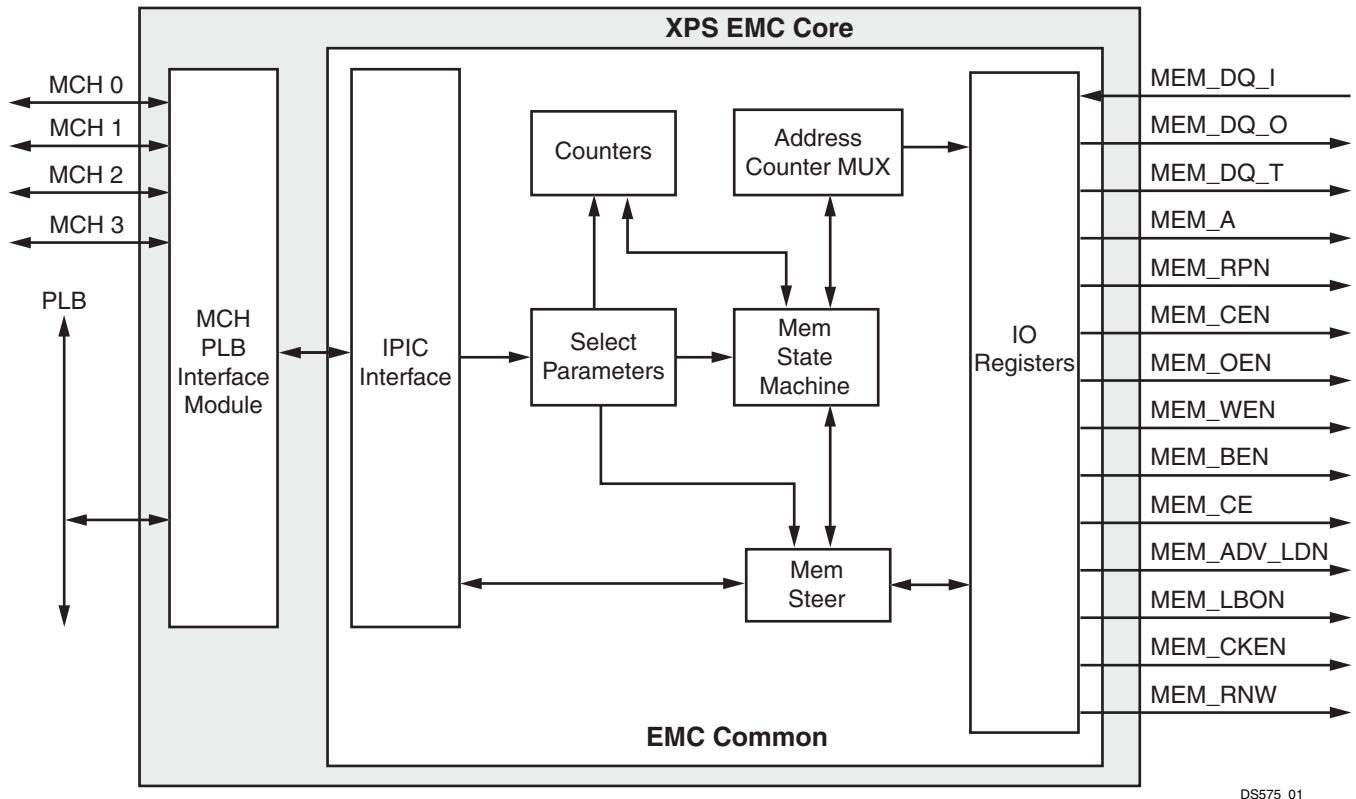 XPS EMC Core
MCH 0
MCH 1
MCH 2
MCH 3
PLB
MCH
PLB
Interface
Module
IPIC
Interface
Counters
Address
Counter MUX
Select
Parameters
Mem
State
Machine
Mem
Steer
IO
Registers
MEM_DQ_I
MEM_DQ_O
MEM_DQ_T
MEM_A
MEM_RPN
MEM_CEN
MEM_OEN
MEM_WEN
MEM_BEN
MEM_CE
MEM_ADV_LDN
MEM_LBON
MEM_CKEN
MEM_RNW
EMC Common
DS575_01